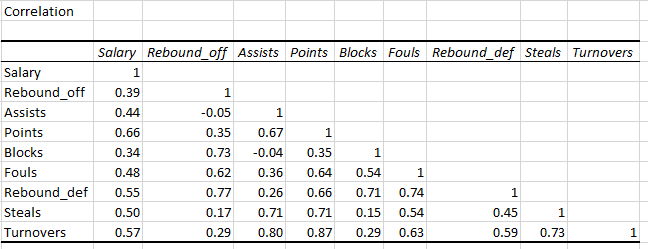 Correlation
Salary Rebound_off Assists Points Blocks Fouls Rebound_def Steals Turnovers
Salary 1
Rebound_off 0.39 1
Assists 0.44 -0.05 1
Points 0.66 0.35 0.67 1
Blocks 0.34 0.73 -0.04 0.35 1
Fouls 0.48 0.62 0.36 0.64 0.54 1
Rebound_def 0.55 0.77 0.26 0.66 0.71 0.74 1
Steals 0.50 0.17 0.71 0.71 0.15 0.54 0.45 1
Turnovers 0.57 0.29 0.80 0.87 0.29 0.63 0.59 0.73 1